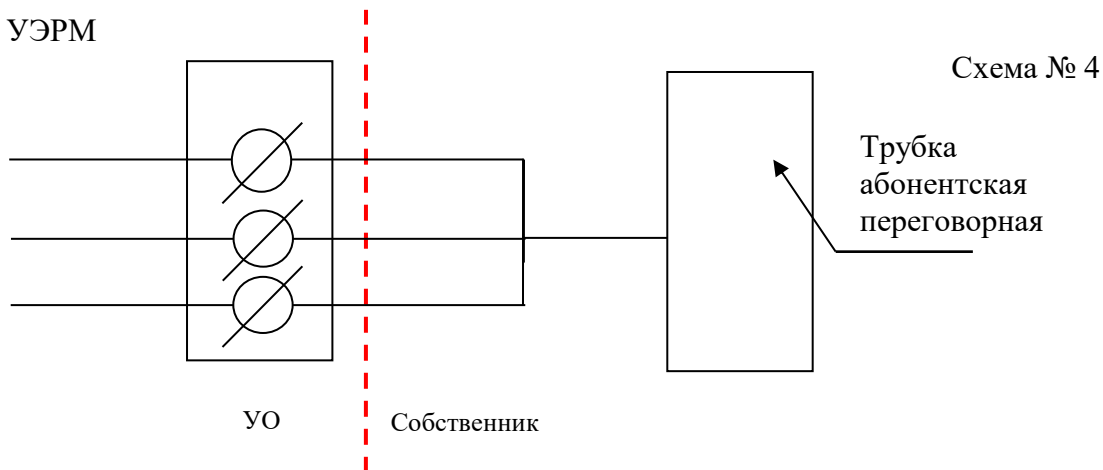 УЭРМ
Схема № 4
Трубка
абонентская
переговорная
УО
Собственник